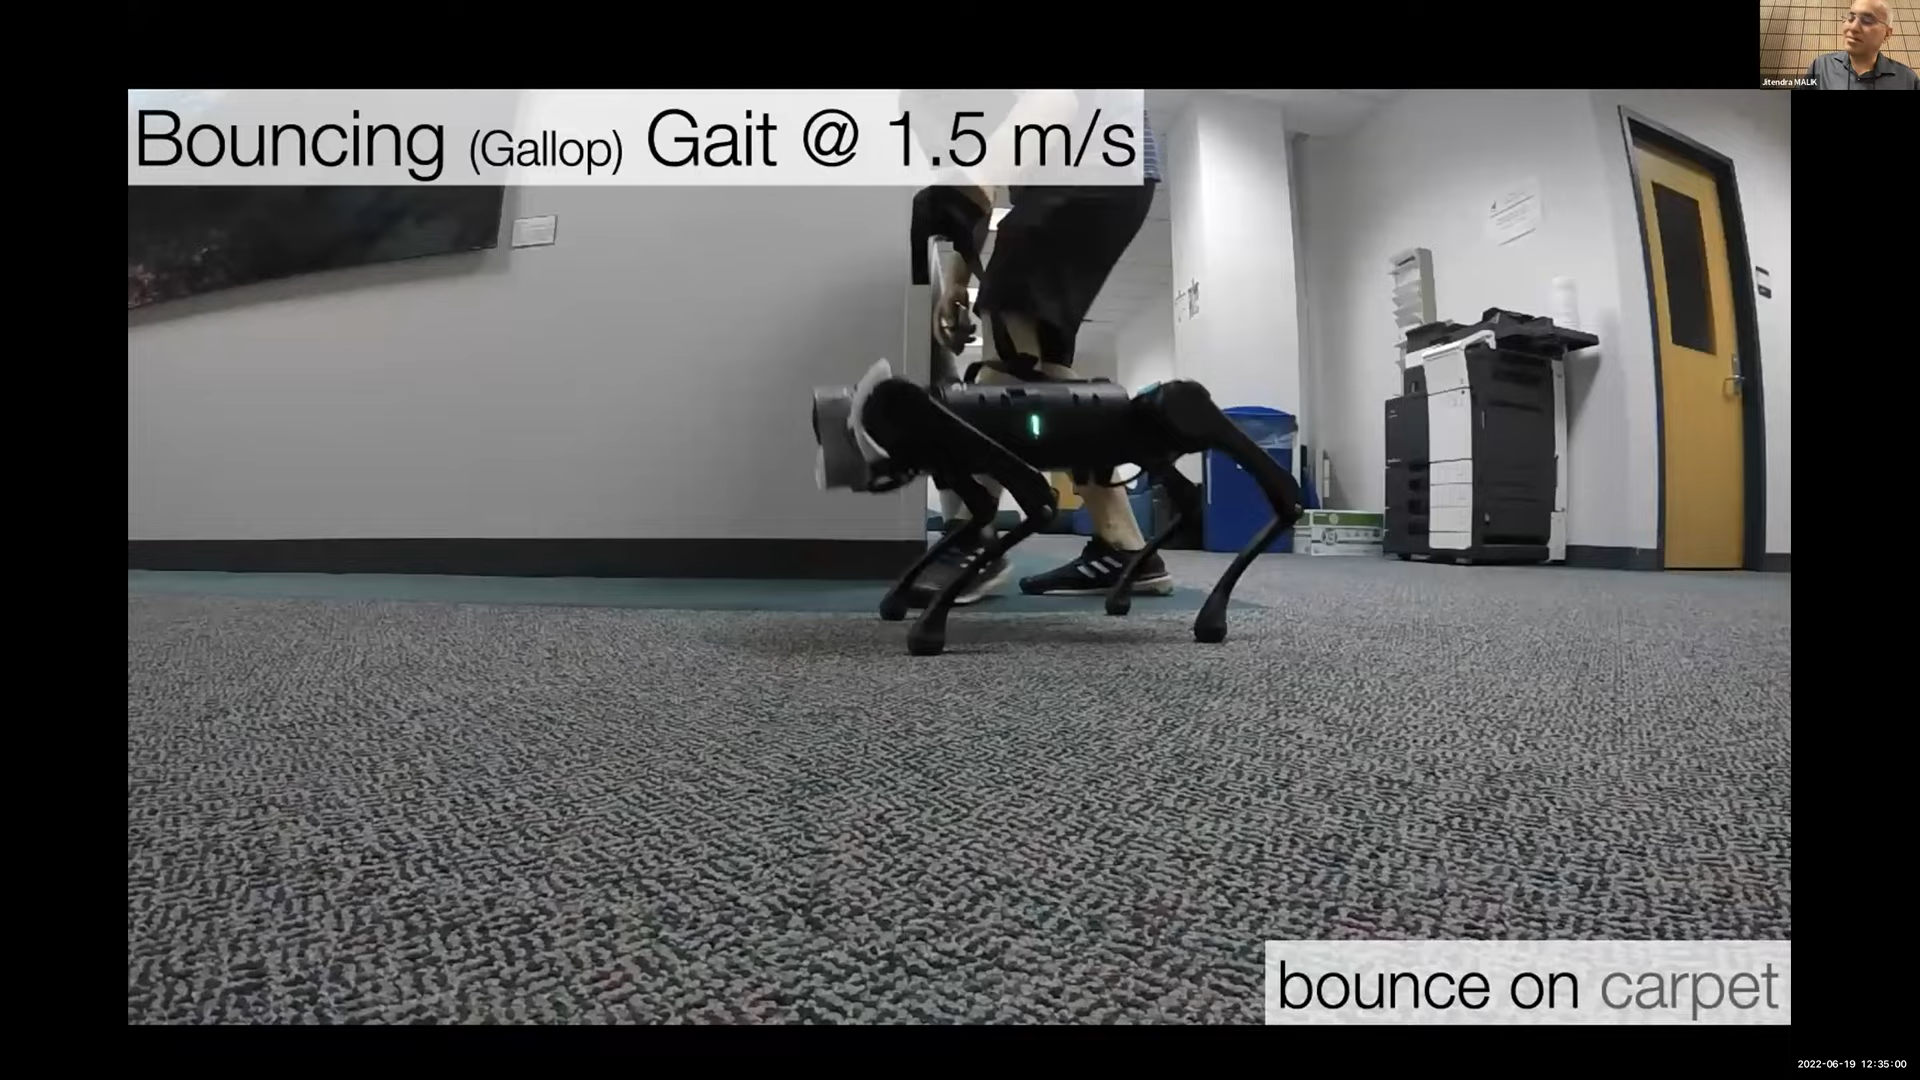 Jitendra MALIK
Bouncing (Gallop) Gait @ 1.5 m/s
bounce on carpet
2022-06-19 12:35:00